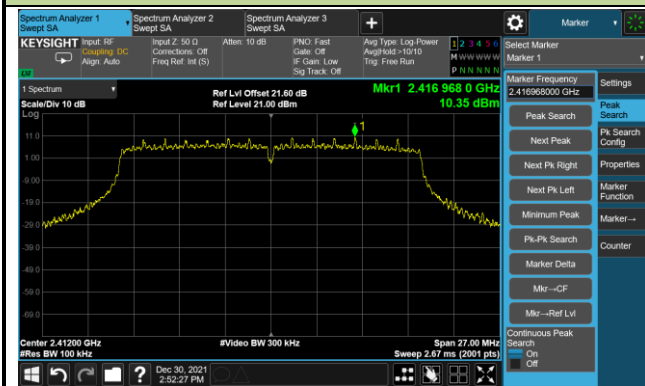 Spectrum Analyzer 1
Swept SA
Spectrum Analyzer 2
Swept SA
Spectrum Analyzer 3
Swept SA
+
Marker
KEYSIGHT
Input: RF
Coupling: DC
Align: Auto
Input Z: 50 Ω
Corrections: Off
Freq Ref: Int (S)
Atten: 10 dB
PNO: Fast
Gate: Off
IF Gain: Low
Sig Track: Off
Avg Type: Log-Power
Avg|Hold:>10/10
Trig: Free Run
1 2 3 4 5 6
M W W W W W
P N N N N N
Select Marker
Marker 1
1 Spectrum
Scale/Div 10 dB
Log
Ref Lvl Offset 21.60 dB
Ref Level 21.00 dBm
Mkr1 2.416 968 0 GHz
10.35 dBm
1
11.0
1.00
-9.00
-19.0
-29.0
-39.0
-49.0
-59.0
-69.0
Center 2.41200 GHz
#Res BW 100 kHz
#Video BW 300 kHz
Span 27.00 MHz
Sweep 2.67 ms (2001 pts)
Marker Frequency
2.416968000 GHz
Peak Search
Next Peak
Next Pk Right
Next Pk Left
Minimum Peak
Pk-Pk Search
Marker Delta
Mkr→CF
Mkr→Ref Lvl
Continuous Peak
Search
On
Off
Settings
Peak
Search
Pk Search
Config
Properties
Marker
Function
Marker→
Counter
?
Dec 30, 2021
2:52:27 PM